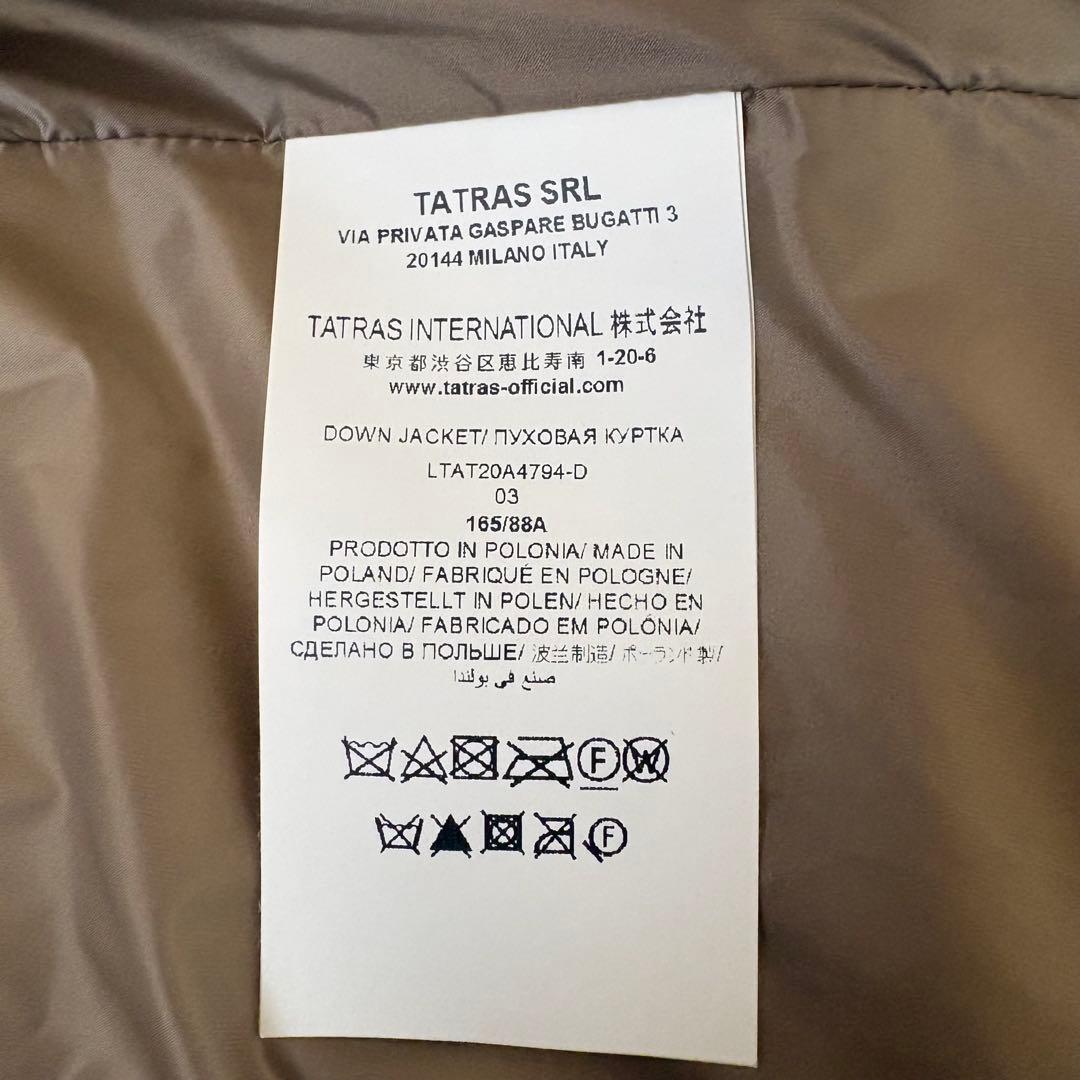 TATRAS SRL
VIA PRIVATA GASPARE BUGATTI 3
20144 MILANO ITALY
TATRAS INTERNATIONAL 株式会社
東京都渋谷区恵比寿南 1-20-6
www.tatras-official.com
DOWN JACKET/ ПУХОВАЯ КУРТКА
LTAT20A4794-D
03
165/88A
PRODOTTO IN POLONIA/ MADE IN
POLAND/ FABRIQUÉ EN POLOGNE/
HERGESTELLT IN POLEN/ HECHO EN
POLONIA/ FABRICADO EM POLÓNIA/
СДЕЛАНО В ПОЛЬШЕ/ 波兰制造/ ポーランド製/
صنع في بولندا
F W
F